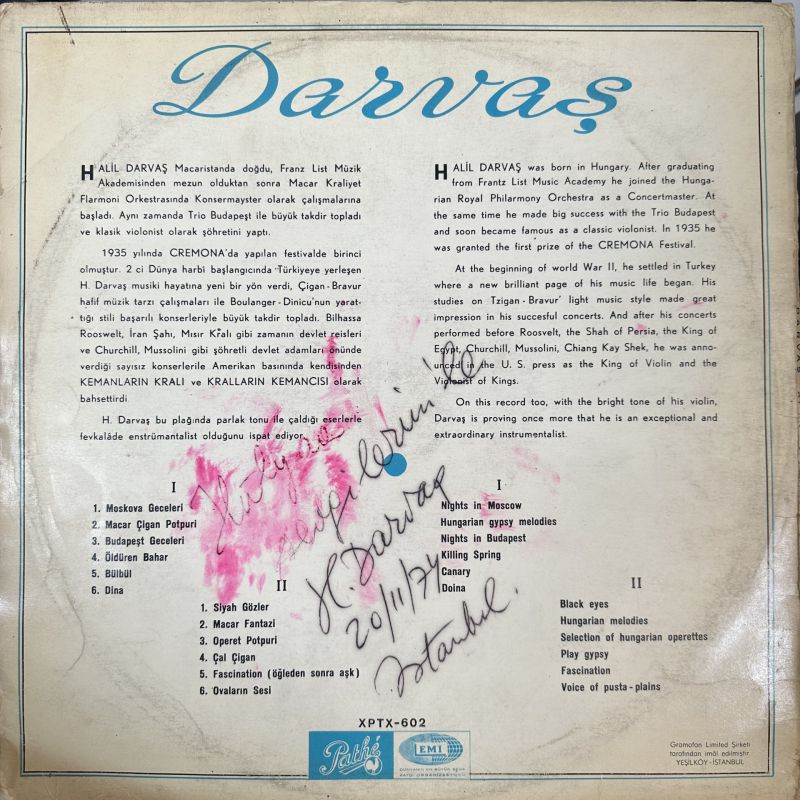 Darvaş
HALİL DARVAŞ Macaristanda doğdu, Franz List Müzik
Akademisinden mezun olduktan sonra Macar Kraliyet
Flarmoni Orkestrasında Konsermayster olarak çalışmalarına
başladı. Aynı zamanda Trio Budapeşt ile büyük takdir topladı
ve klasik violonist olarak şöhretini yaptı.
1935 yılında CREMONA'da yapılan festivalde birinci
olmuştur. 2 ci Dünya harbi başlangıcında Türkiyeye yerleşen
H. Darvaş musiki hayatına yeni bir yön verdi, Çigan-Bravur
hafif müzik tarzı çalışmaları ile Boulanger-Dinicu'nun yarat-
tığı stili başarılı konserleriyle büyük takdir topladı. Bilhassa
Rooswelt, İran Şahı, Mısır Kralı gibi zamanın devlet reisleri
ve Churchill, Mussolini gibi şöhretli devlet adamları önünde
verdiği sayısız konserlerile Amerikan basınında kendisinden
KEMANLARIN KRALI ve KRALLARIN KEMANCISI olarak
bahsettirdi
H. Darvaş bu plağında parlak tonu ile çaldığı eserlerle
fevkalâde enstrümantalist olduğunu ispat ediyor.
HALİL DARVAŞ was born in Hungary. After graduating
from Frantz List Music Academy he joined the Hunga-
rian Royal Philarmony Orchestra as a Concertmaster. At
the same time he made big success with the Trio Budapest
and soon became famous as a classic violonist. In 1935 he
was granted the first prize of the CREMONA Festival.
At the beginning of world War II, he settled in Turkey
where a new brilliant page of his music life began. His
studies on Tzigan-Bravur' light music style made great
impression in his succesful concerts. And after his concerts
performed before Roosvelt, the Shah of Persia, the King of
Egypt, Churchill, Mussolini, Chiang Kay Shek, he was anno-
unced in the U. S. press as the King of Violin and the
Violonist of Kings.
On this record too, with the bright tone of his violin,
Darvaş is proving once more that he is an exceptional and
extraordinary instrumentalist.
I
1. Moskova Geceleri
2. Macar Çigan Potpuri
3. Budapeşt Geceleri
4. Öldüren Bahar
5. Bülbül
6. Dina
II
1. Siyah Gözler
2. Macar Fantazi
3. Operet Potpuri
4. Çal Çigan
5. Fascination (öğleden sonra aşk)
6. Ovaların Sesi
I
Nights in Moscow
Hungarian gypsy melodies
Nights in Budapest
Killing Spring
Canary
Doina
II
Black eyes
Hungarian melodies
Selection of hungarian operettes
Play gypsy
Fascination
Voice of pusta-plains
sevgilerim ile
H. Darvaş
20/11/74
İstanbul.
XPTX-602
Pathé
EMI
DÜNYANIN EN BÜYÜK SESİ
Gramofon Limited Şirketi
tarafından imâl edilmiştir
YEŞİLKÖY-İSTANBUL